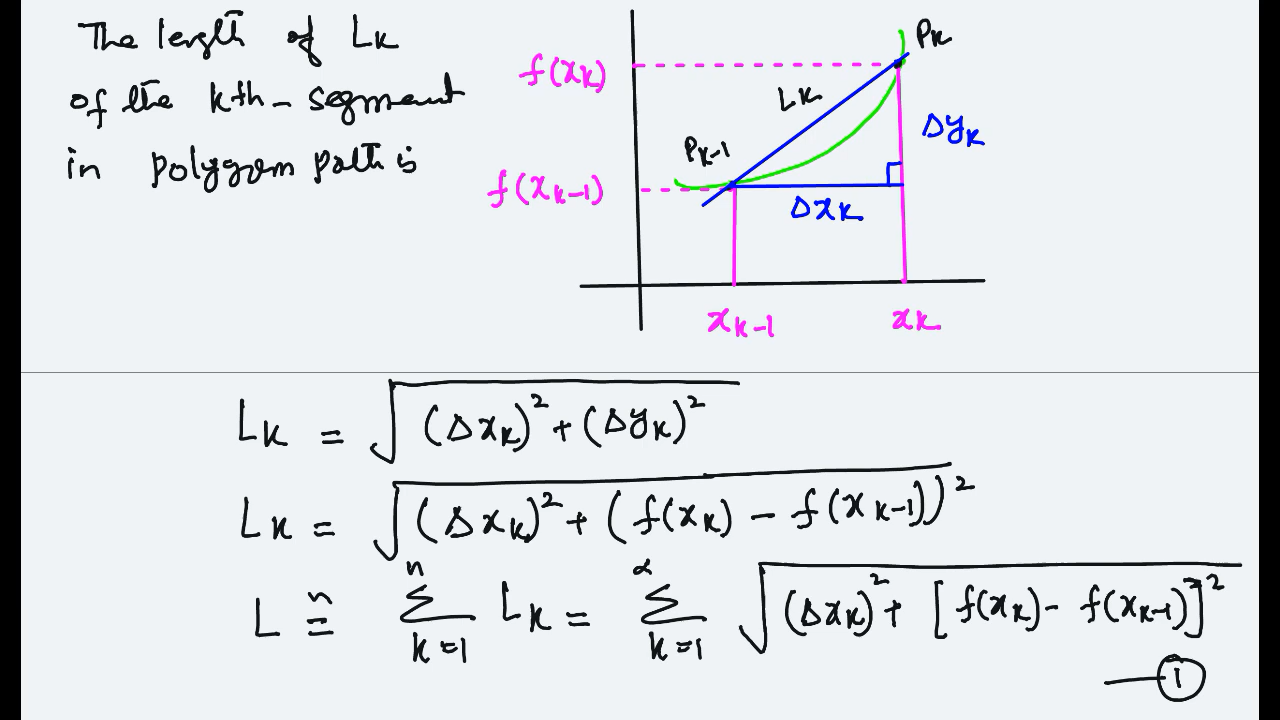 The length of Lk
of the kth- segment
in polygon path is
f(xk)
f(xk-1)
Pk
Lk
Pk-1
Δyk
Δxk
xk-1
xk
Lk = √(Δxk)² + (Δyk)²
Lk = √(Δxk)² + (f(xk) - f(xk-1))²
L ≅ n∑k=1 Lk = α∑k=1 √(Δxk)² + [f(xk) - f(xk-1)]²
—①